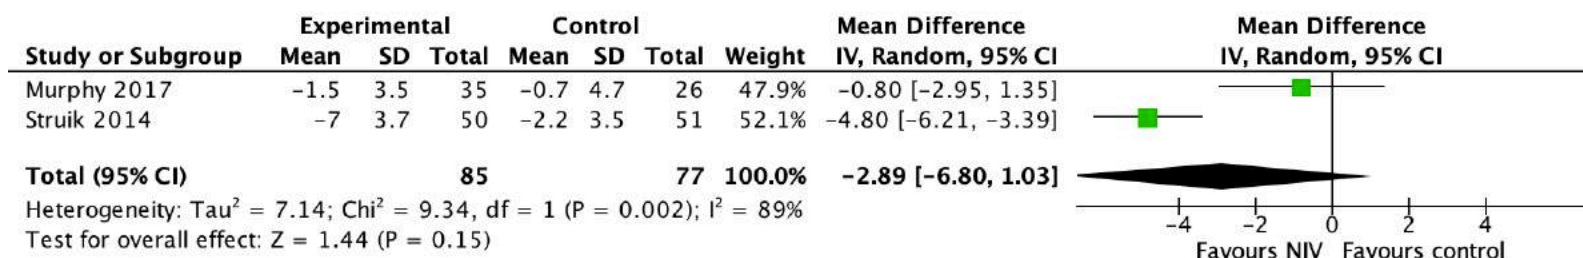 Experimental Control Mean Difference Mean Difference
Study or Subgroup Mean SD Total Mean SD Total Weight IV, Random, 95% CI IV, Random, 95% CI
Murphy 2017 −1.5 3.5 35 −0.7 4.7 26 47.9% −0.80 [−2.95, 1.35]
Struik 2014 −7 3.7 50 −2.2 3.5 51 52.1% −4.80 [−6.21, −3.39]
Total (95% CI) 85 77 100.0% −2.89 [−6.80, 1.03]
Heterogeneity: Tau² = 7.14; Chi² = 9.34, df = 1 (P = 0.002); I² = 89%
Test for overall effect: Z = 1.44 (P = 0.15)
−4 −2 0 2 4
Favours NIV Favours control